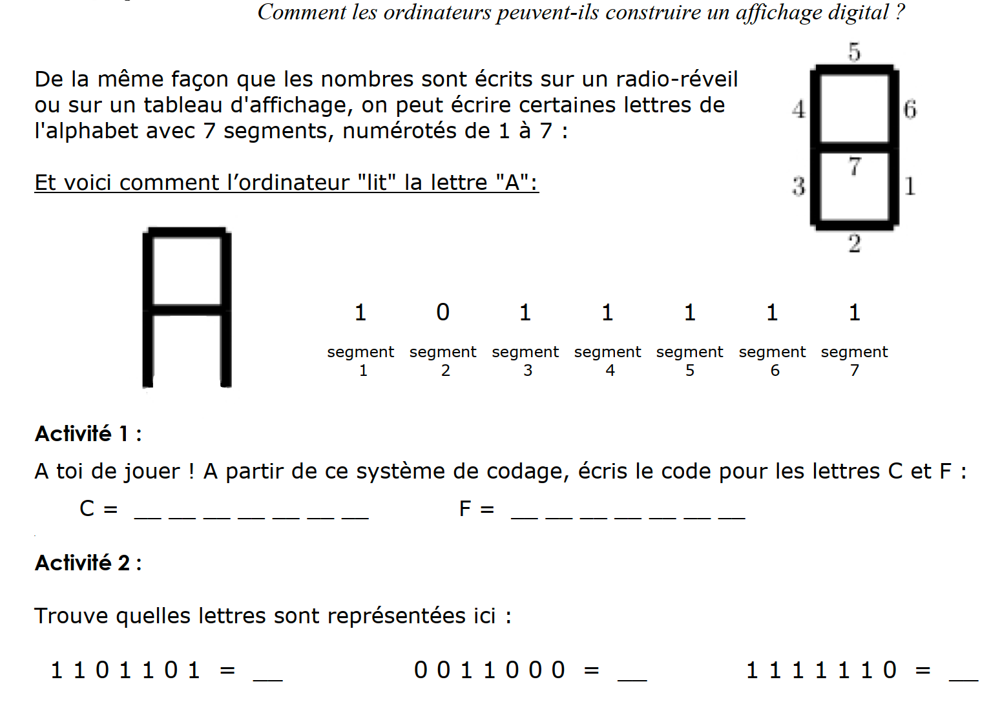 Comment les ordinateurs peuvent-ils construire un affichage digital ?
De la même façon que les nombres sont écrits sur un radio-réveil
ou sur un tableau d'affichage, on peut écrire certaines lettres de
l'alphabet avec 7 segments, numérotés de 1 à 7 :
5
4 6
7
3 1
2
Et voici comment l’ordinateur "lit" la lettre "A":
1 0 1 1 1 1 1
segment segment segment segment segment segment segment
1 2 3 4 5 6 7
Activité 1 :
A toi de jouer ! A partir de ce système de codage, écris le code pour les lettres C et F :
C = __ __ __ __ __ __ __ F = __ __ __ __ __ __ __
Activité 2 :
Trouve quelles lettres sont représentées ici :
1 1 0 1 1 0 1 = __ 0 0 1 1 0 0 0 = __ 1 1 1 1 1 1 0 = __